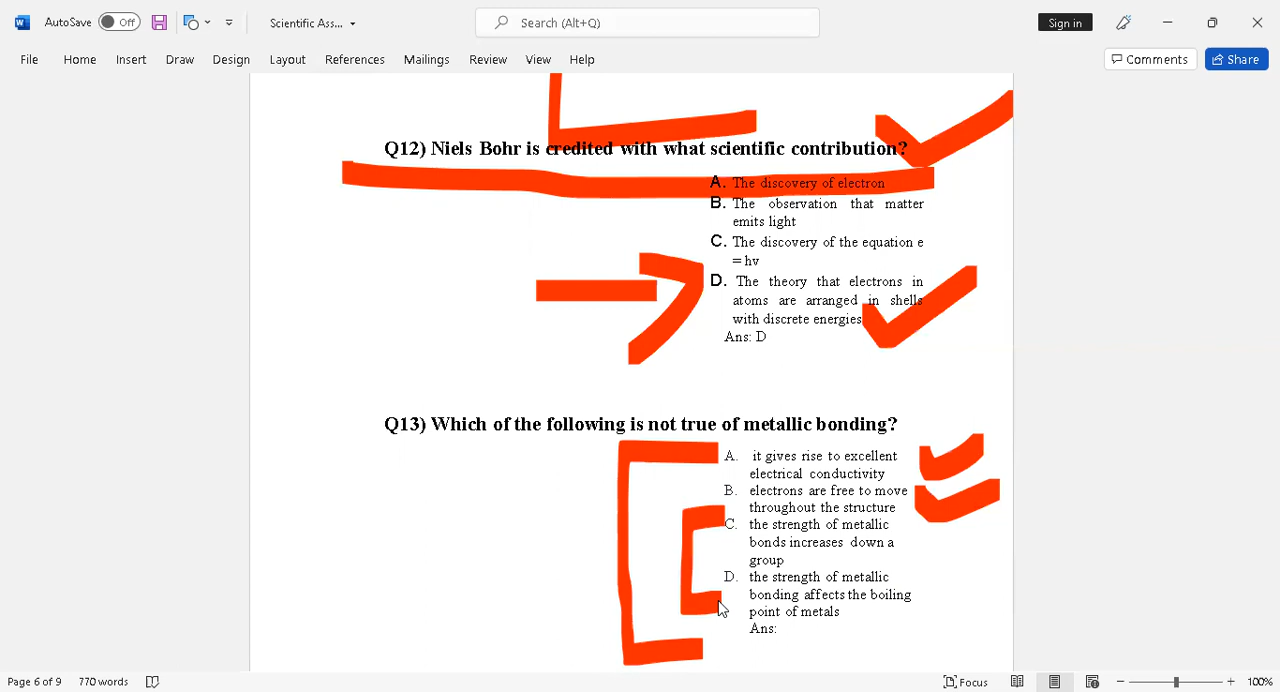 AutoSave Off Scientific Ass... Search (Alt+Q) Sign in
File Home Insert Draw Design Layout References Mailings Review View Help Comments Share
Q12) Niels Bohr is credited with what scientific contribution?
A. The discovery of electron
B. The observation that matter
emits light
C. The discovery of the equation e
= hv
D. The theory that electrons in
atoms are arranged in shells
with discrete energies
Ans: D
Q13) Which of the following is not true of metallic bonding?
A. it gives rise to excellent
electrical conductivity
B. electrons are free to move
throughout the structure
C. the strength of metallic
bonds increases down a
group
D. the strength of metallic
bonding affects the boiling
point of metals
Ans:
Page 6 of 9 770 words Focus 100%